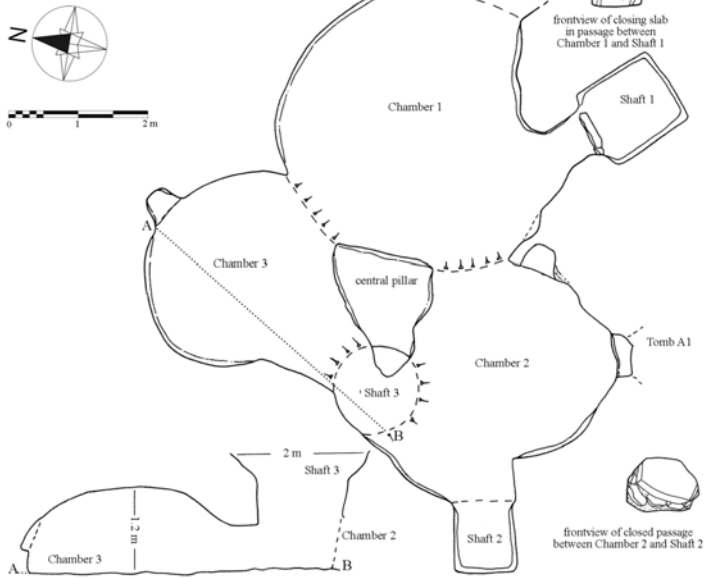 N
0 1 2 m
frontview of closing slab
in passage between
Chamber 1 and Shaft 1
Chamber 1
Shaft 1
A
Chamber 3
central pillar
Chamber 2
Tomb A1
Shaft 3
B
2 m
Shaft 3
1.2 m
Chamber 2
Chamber 3
A
B
Shaft 2
frontview of closed passage
between Chamber 2 and Shaft 2